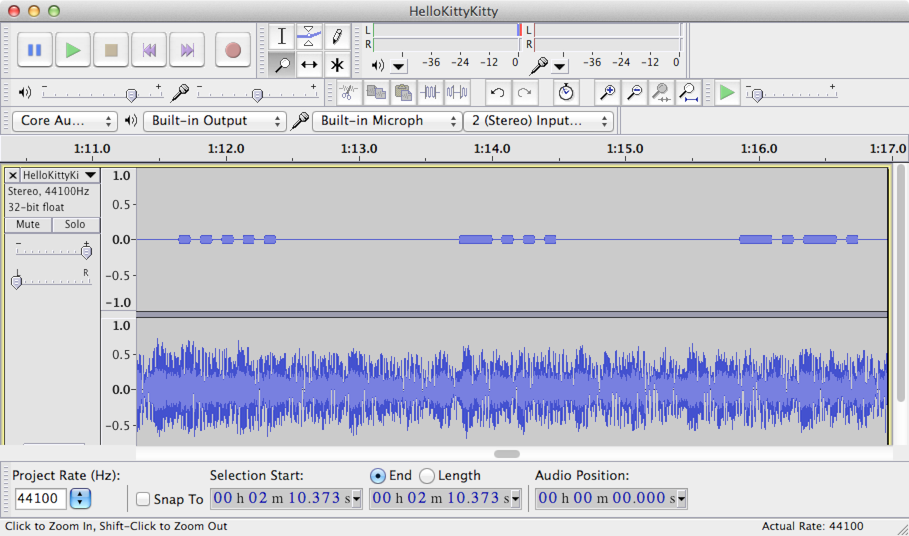 HelloKittyKitty
L
R
-36 -24 -12 0
L
R
-36 -24 -12 0
- +
- +
- +
Core Au... Built-in Output Built-in Microph 2 (Stereo) Input...
1:11.0 1:12.0 1:13.0 1:14.0 1:15.0 1:16.0 1:17.0
HelloKittyKi
Stereo, 44100Hz
32-bit float
Mute Solo
- +
L R
1.0
0.5-
0.0-
-0.5-
-1.0
1.0
0.5-
0.0-
-0.5-
Project Rate (Hz): Selection Start: End Length Audio Position:
44100 Snap To 00 h 02 m 10.373 s 00 h 02 m 10.373 s 00 h 00 m 00.000 s
Click to Zoom In, Shift-Click to Zoom Out Actual Rate: 44100